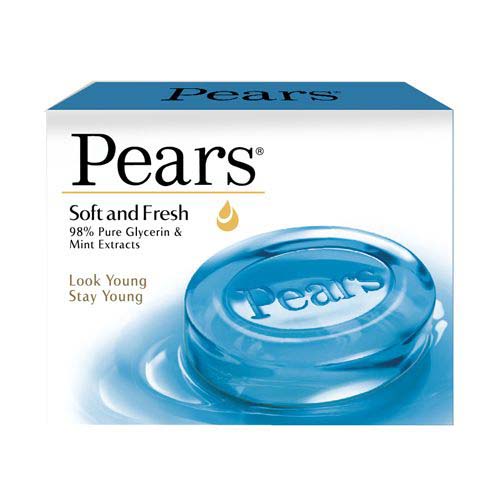 Pears
Pears®
Soft and Fresh
98% Pure Glycerin &
Mint Extracts
Look Young
Stay Young
Pears